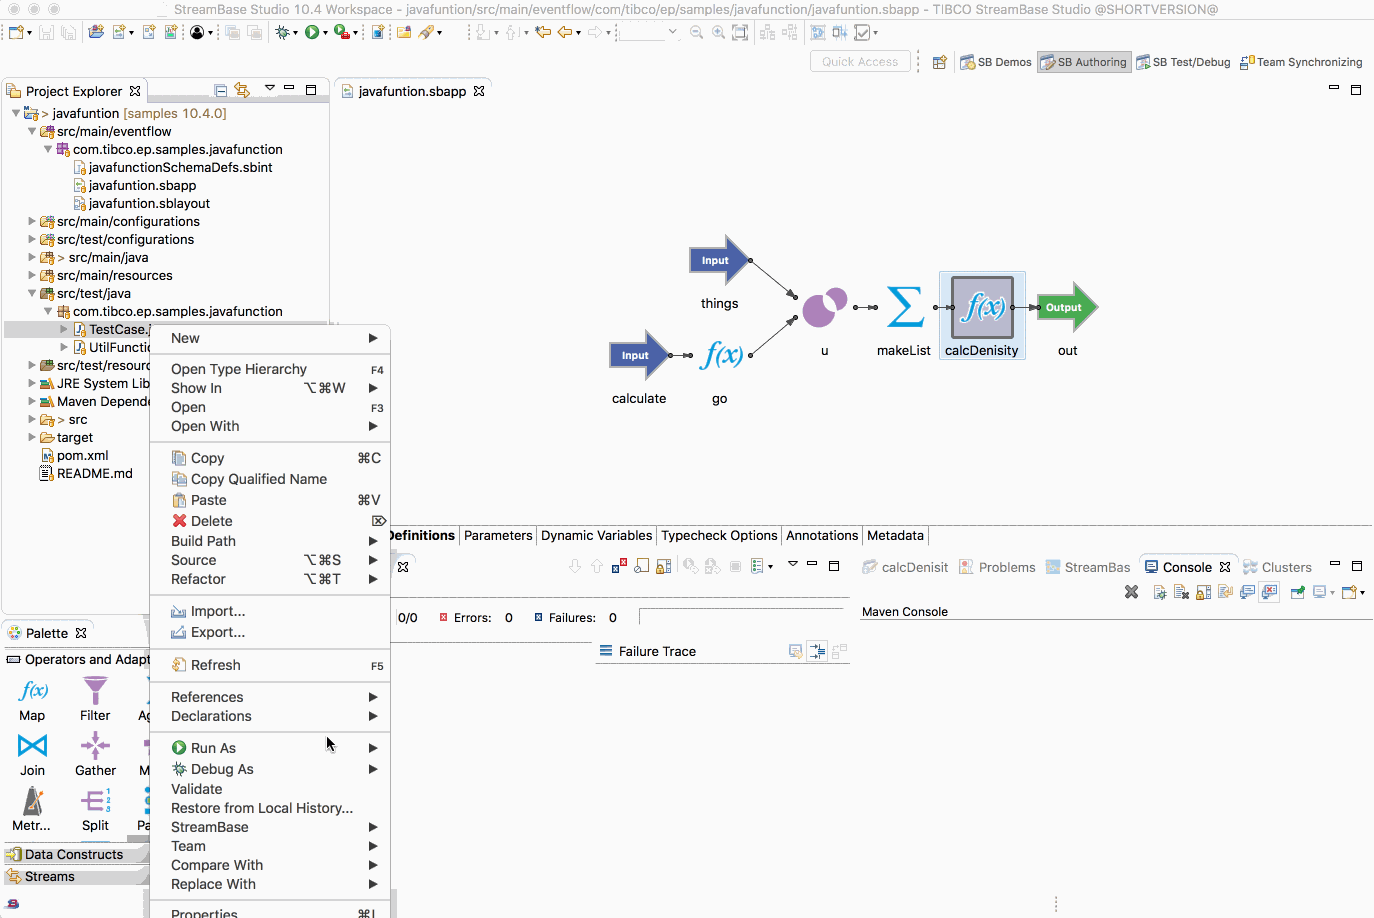 StreamBase Studio 10.4 Workspace - javafuntion/src/main/eventflow/com/tibco/ep/samples/javafunction/javafuntion.sbapp - TIBCO StreamBase Studio @SHORTVERSION@
Quick Access
SB Demos
SB Authoring
SB Test/Debug
Team Synchronizing
Project Explorer
javafuntion.sbapp
> javafuntion [samples 10.4.0]
src/main/eventflow
com.tibco.ep.samples.javafunction
javafunctionSchemaDefs.sbint
javafuntion.sbapp
javafuntion.sblayout
src/main/configurations
src/test/configurations
> src/main/java
src/main/resources
src/test/java
com.tibco.ep.samples.javafunction
TestCase.j
UtilFunctio
src/test/resourc
JRE System Lib
Maven Depende
> src
target
pom.xml
README.md
New
Open Type Hierarchy F4
Show In ⌥⌘W
Open F3
Open With
Copy ⌘C
Copy Qualified Name
Paste ⌘V
Delete ⌦
Build Path
Source ⌥⌘S
Refactor ⌥⌘T
Import...
Export...
Refresh F5
References
Declarations
Run As
Debug As
Validate
Restore from Local History...
StreamBase
Team
Compare With
Replace With
Properties ⌘I
Input
things
Input
calculate
f(x)
go
u
makeList
f(x)
calcDenisity
Output
out
Definitions
Parameters
Dynamic Variables
Typecheck Options
Annotations
Metadata
0/0
Errors: 0
Failures: 0
Failure Trace
calcDenisit
Problems
StreamBas
Console
Clusters
Maven Console
Palette
Operators and Adapt
f(x)
Map
Filter
Ag
Join
Gather
M
Metr...
Split
Pa
Data Constructs
Streams